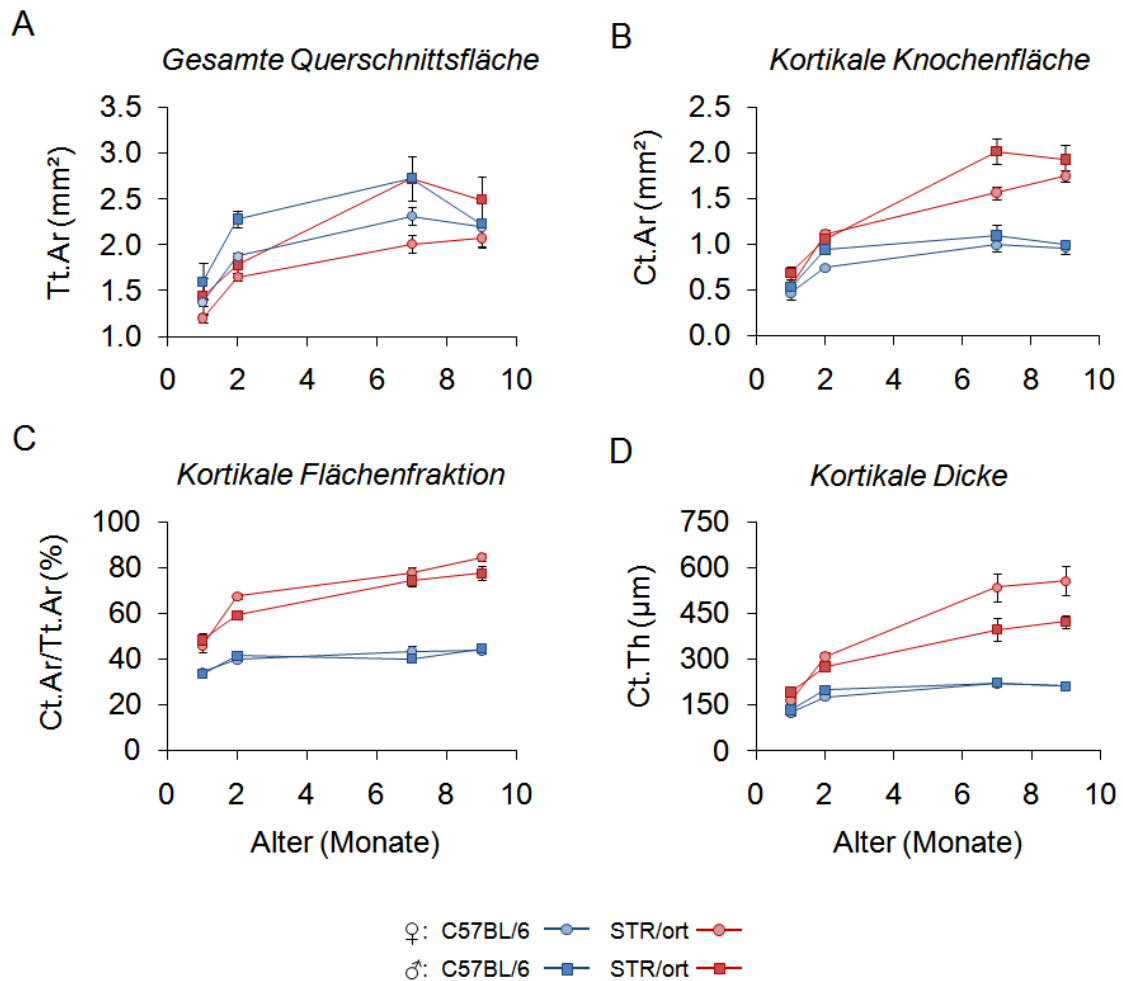 A
Gesamte Querschnittsfläche
Tt.Ar (mm²)
3.5
3.0
2.5
2.0
1.5
1.0
0 2 4 6 8 10
B
Kortikale Knochenfläche
Ct.Ar (mm²)
2.5
2.0
1.5
1.0
0.5
0.0
0 2 4 6 8 10
C
Kortikale Flächenfraktion
Ct.Ar/Tt.Ar (%)
100
80
60
40
20
0
0 2 4 6 8 10
Alter (Monate)
D
Kortikale Dicke
Ct.Th (µm)
750
600
450
300
150
0
0 2 4 6 8 10
Alter (Monate)
♀: C57BL/6 STR/ort
♂: C57BL/6 STR/ort